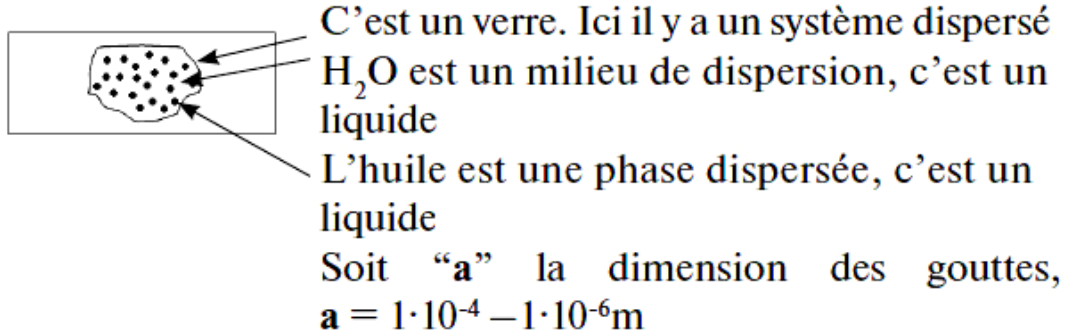 C’est un verre. Ici il y a un système dispersé
H₂O est un milieu de dispersion, c’est un
liquide
L’huile est une phase dispersée, c’est un
liquide
Soit “a” la dimension des gouttes,
a = 1·10⁻⁴ – 1·10⁻⁶m